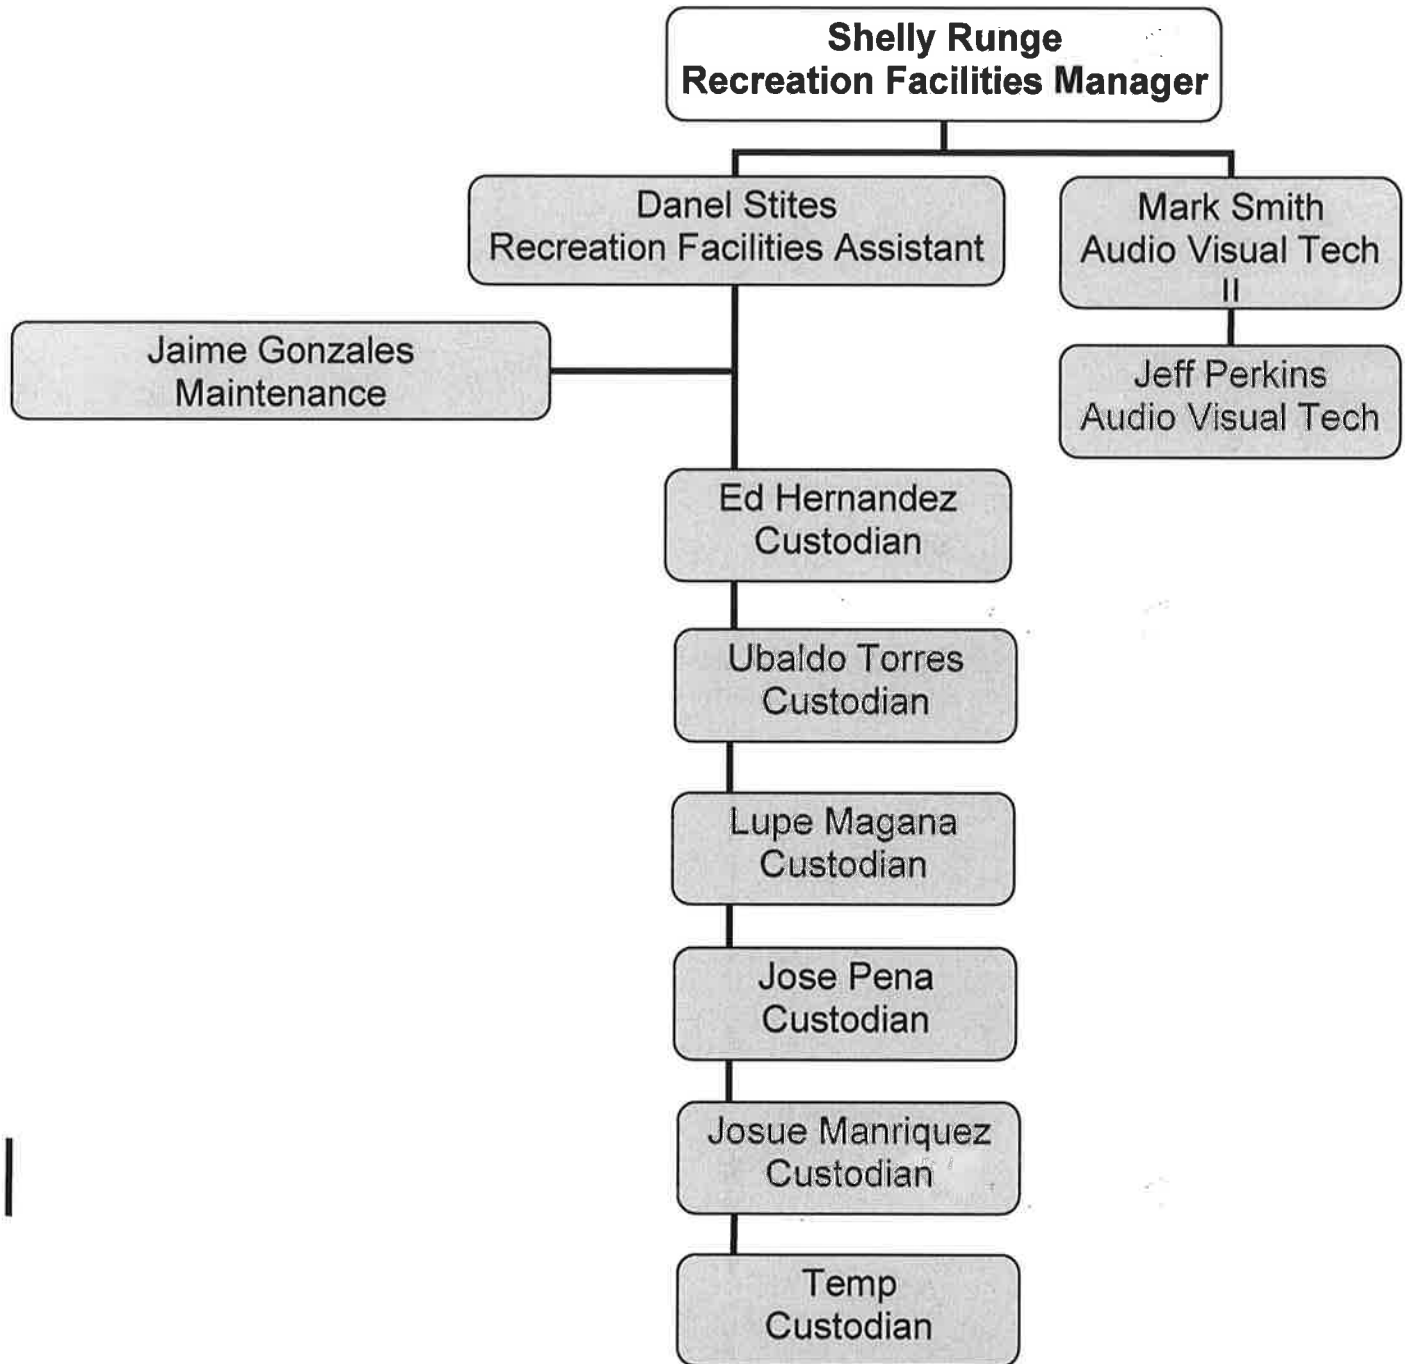 Shelly Runge
Recreation Facilities Manager
Danel Stites
Recreation Facilities Assistant
Mark Smith
Audio Visual Tech
II
Jaime Gonzales
Maintenance
Jeff Perkins
Audio Visual Tech
Ed Hernandez
Custodian
Ubaldo Torres
Custodian
Lupe Magana
Custodian
Jose Pena
Custodian
Josue Manriquez
Custodian
Temp
Custodian